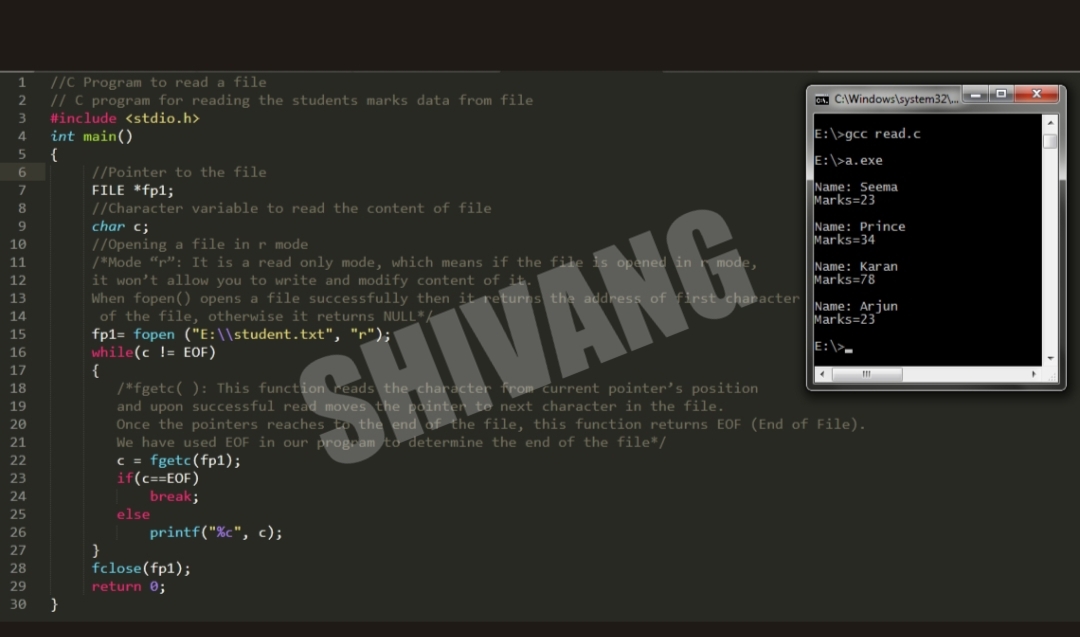 1 //C Program to read a file
2 // C program for reading the students marks data from file
3 #include <stdio.h>
4 int main()
5 {
6 //Pointer to the file
7 FILE *fp1;
8 //Character variable to read the content of file
9 char c;
10 //Opening a file in r mode
11 /*Mode “r”: It is a read only mode, which means if the file is opened in r mode,
12 it won’t allow you to write and modify content of it.
13 When fopen() opens a file successfully then it returns the address of first character
14 of the file, otherwise it returns NULL*/
15 fp1= fopen ("E:\\student.txt", "r");
16 while(c != EOF)
17 {
18 /*fgetc( ): This function reads the character from current pointer’s position
19 and upon successful read moves the pointer to next character in the file.
20 Once the pointers reaches to the end of the file, this function returns EOF (End of File).
21 We have used EOF in our program to determine the end of the file*/
22 c = fgetc(fp1);
23 if(c==EOF)
24 break;
25 else
26 printf("%c", c);
27 }
28 fclose(fp1);
29 return 0;
30 }
SHIVANG
C:\Windows\system32\...
E:\>gcc read.c
E:\>a.exe
Name: Seema
Marks=23
Name: Prince
Marks=34
Name: Karan
Marks=78
Name: Arjun
Marks=23
E:\>_